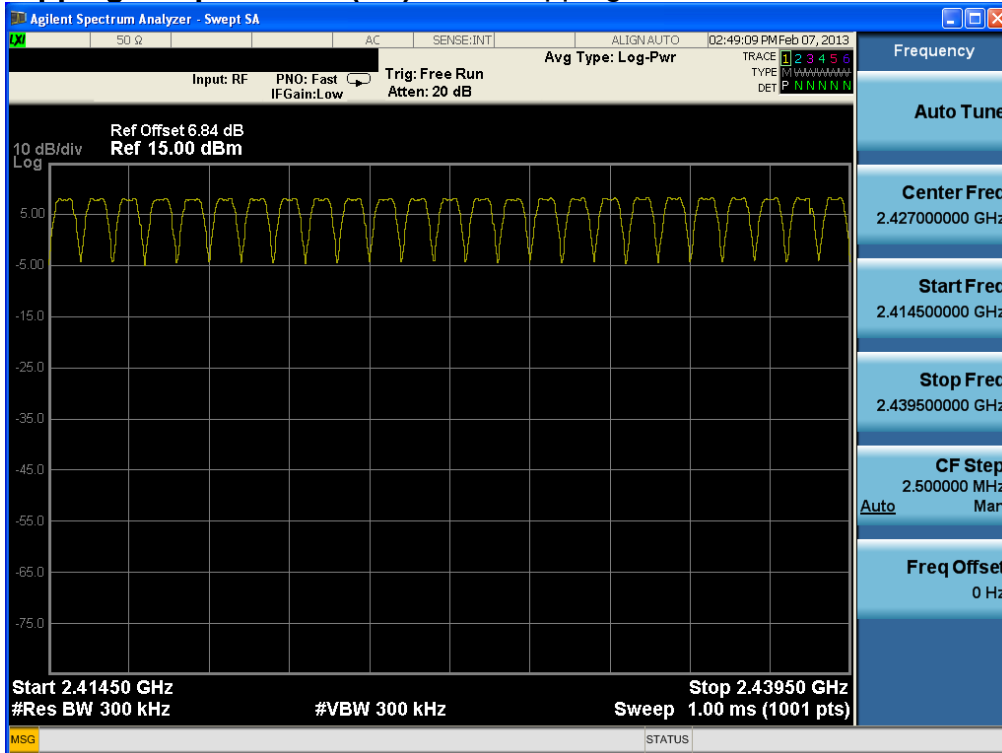 Agilent Spectrum Analyzer - Swept SA
LXI 50 Ω AC SENSE:INT ALIGN AUTO 02:49:09 PM Feb 07, 2013
Avg Type: Log-Pwr
TRACE 1 2 3 4 5 6
TYPE M WWWWW
DET P N N N N N
Input: RF PNO: Fast Trig: Free Run
IFGain:Low Atten: 20 dB
Ref Offset 6.84 dB
10 dB/div Ref 15.00 dBm
Log
5.00
-5.00
-15.0
-25.0
-35.0
-45.0
-55.0
-65.0
-75.0
Start 2.41450 GHz Stop 2.43950 GHz
#Res BW 300 kHz #VBW 300 kHz Sweep 1.00 ms (1001 pts)
MSG STATUS
Frequency
Auto Tune
Center Freq
2.427000000 GHz
Start Freq
2.414500000 GHz
Stop Freq
2.439500000 GHz
CF Step
2.500000 MHz
Auto Man
Freq Offset
0 Hz